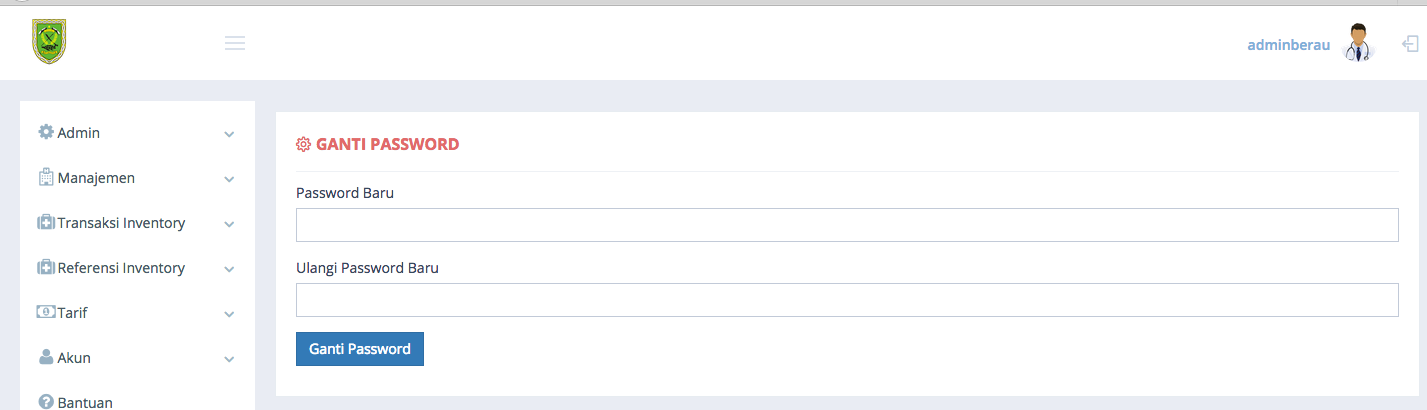 adminberau
Admin
Manajemen
Transaksi Inventory
Referensi Inventory
Tarif
Akun
Bantuan
GANTI PASSWORD
Password Baru
Ulangi Password Baru
Ganti Password